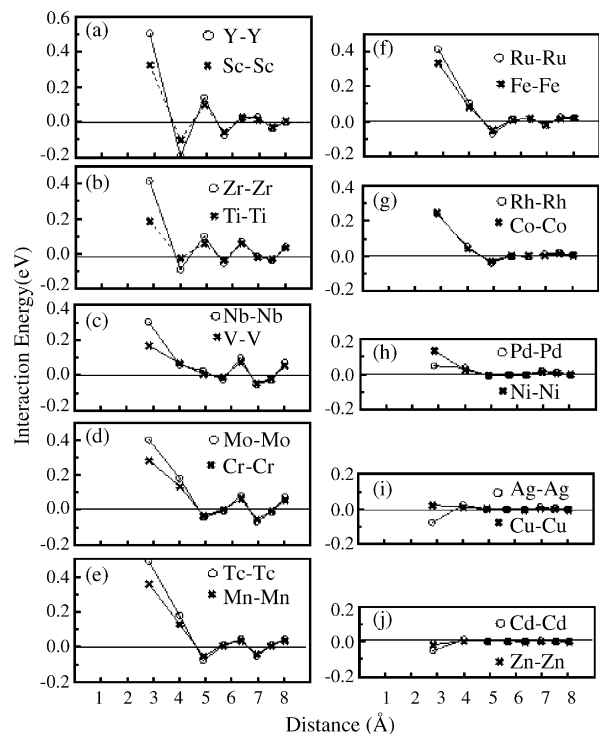 Interaction Energy(eV)
(a)
Y-Y
Sc-Sc
0.6
0.4
0.2
0.0
-0.2
(b)
Zr-Zr
Ti-Ti
0.4
0.2
0.0
-0.2
(c)
Nb-Nb
V-V
0.4
0.2
0.0
-0.2
(d)
Mo-Mo
Cr-Cr
0.4
0.2
0.0
-0.2
(e)
Tc-Tc
Mn-Mn
0.4
0.2
0.0
-0.2
1 2 3 4 5 6 7 8
(f)
Ru-Ru
Fe-Fe
0.4
0.2
0.0
-0.2
(g)
Rh-Rh
Co-Co
0.4
0.2
0.0
-0.2
(h)
Pd-Pd
Ni-Ni
0.2
0.0
-0.2
(i)
Ag-Ag
Cu-Cu
0.2
0.0
-0.2
(j)
Cd-Cd
Zn-Zn
0.2
0.0
-0.2
1 2 3 4 5 6 7 8
Distance (Å)